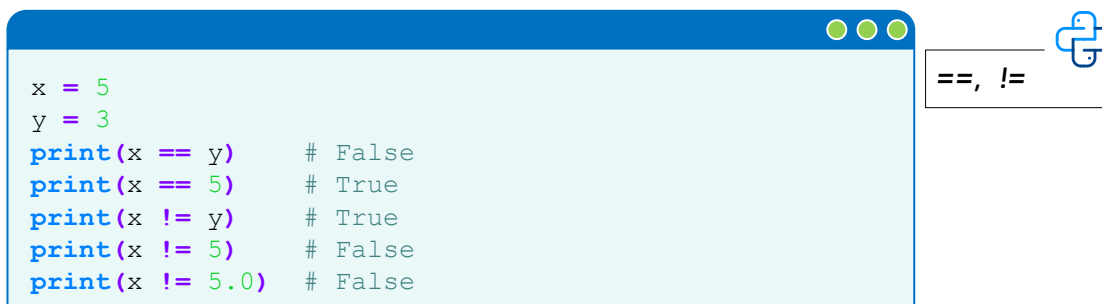 x = 5
y = 3
print(x == y)     # False
print(x == 5)     # True
print(x != y)     # True
print(x != 5)     # False
print(x != 5.0)   # False
==, !=